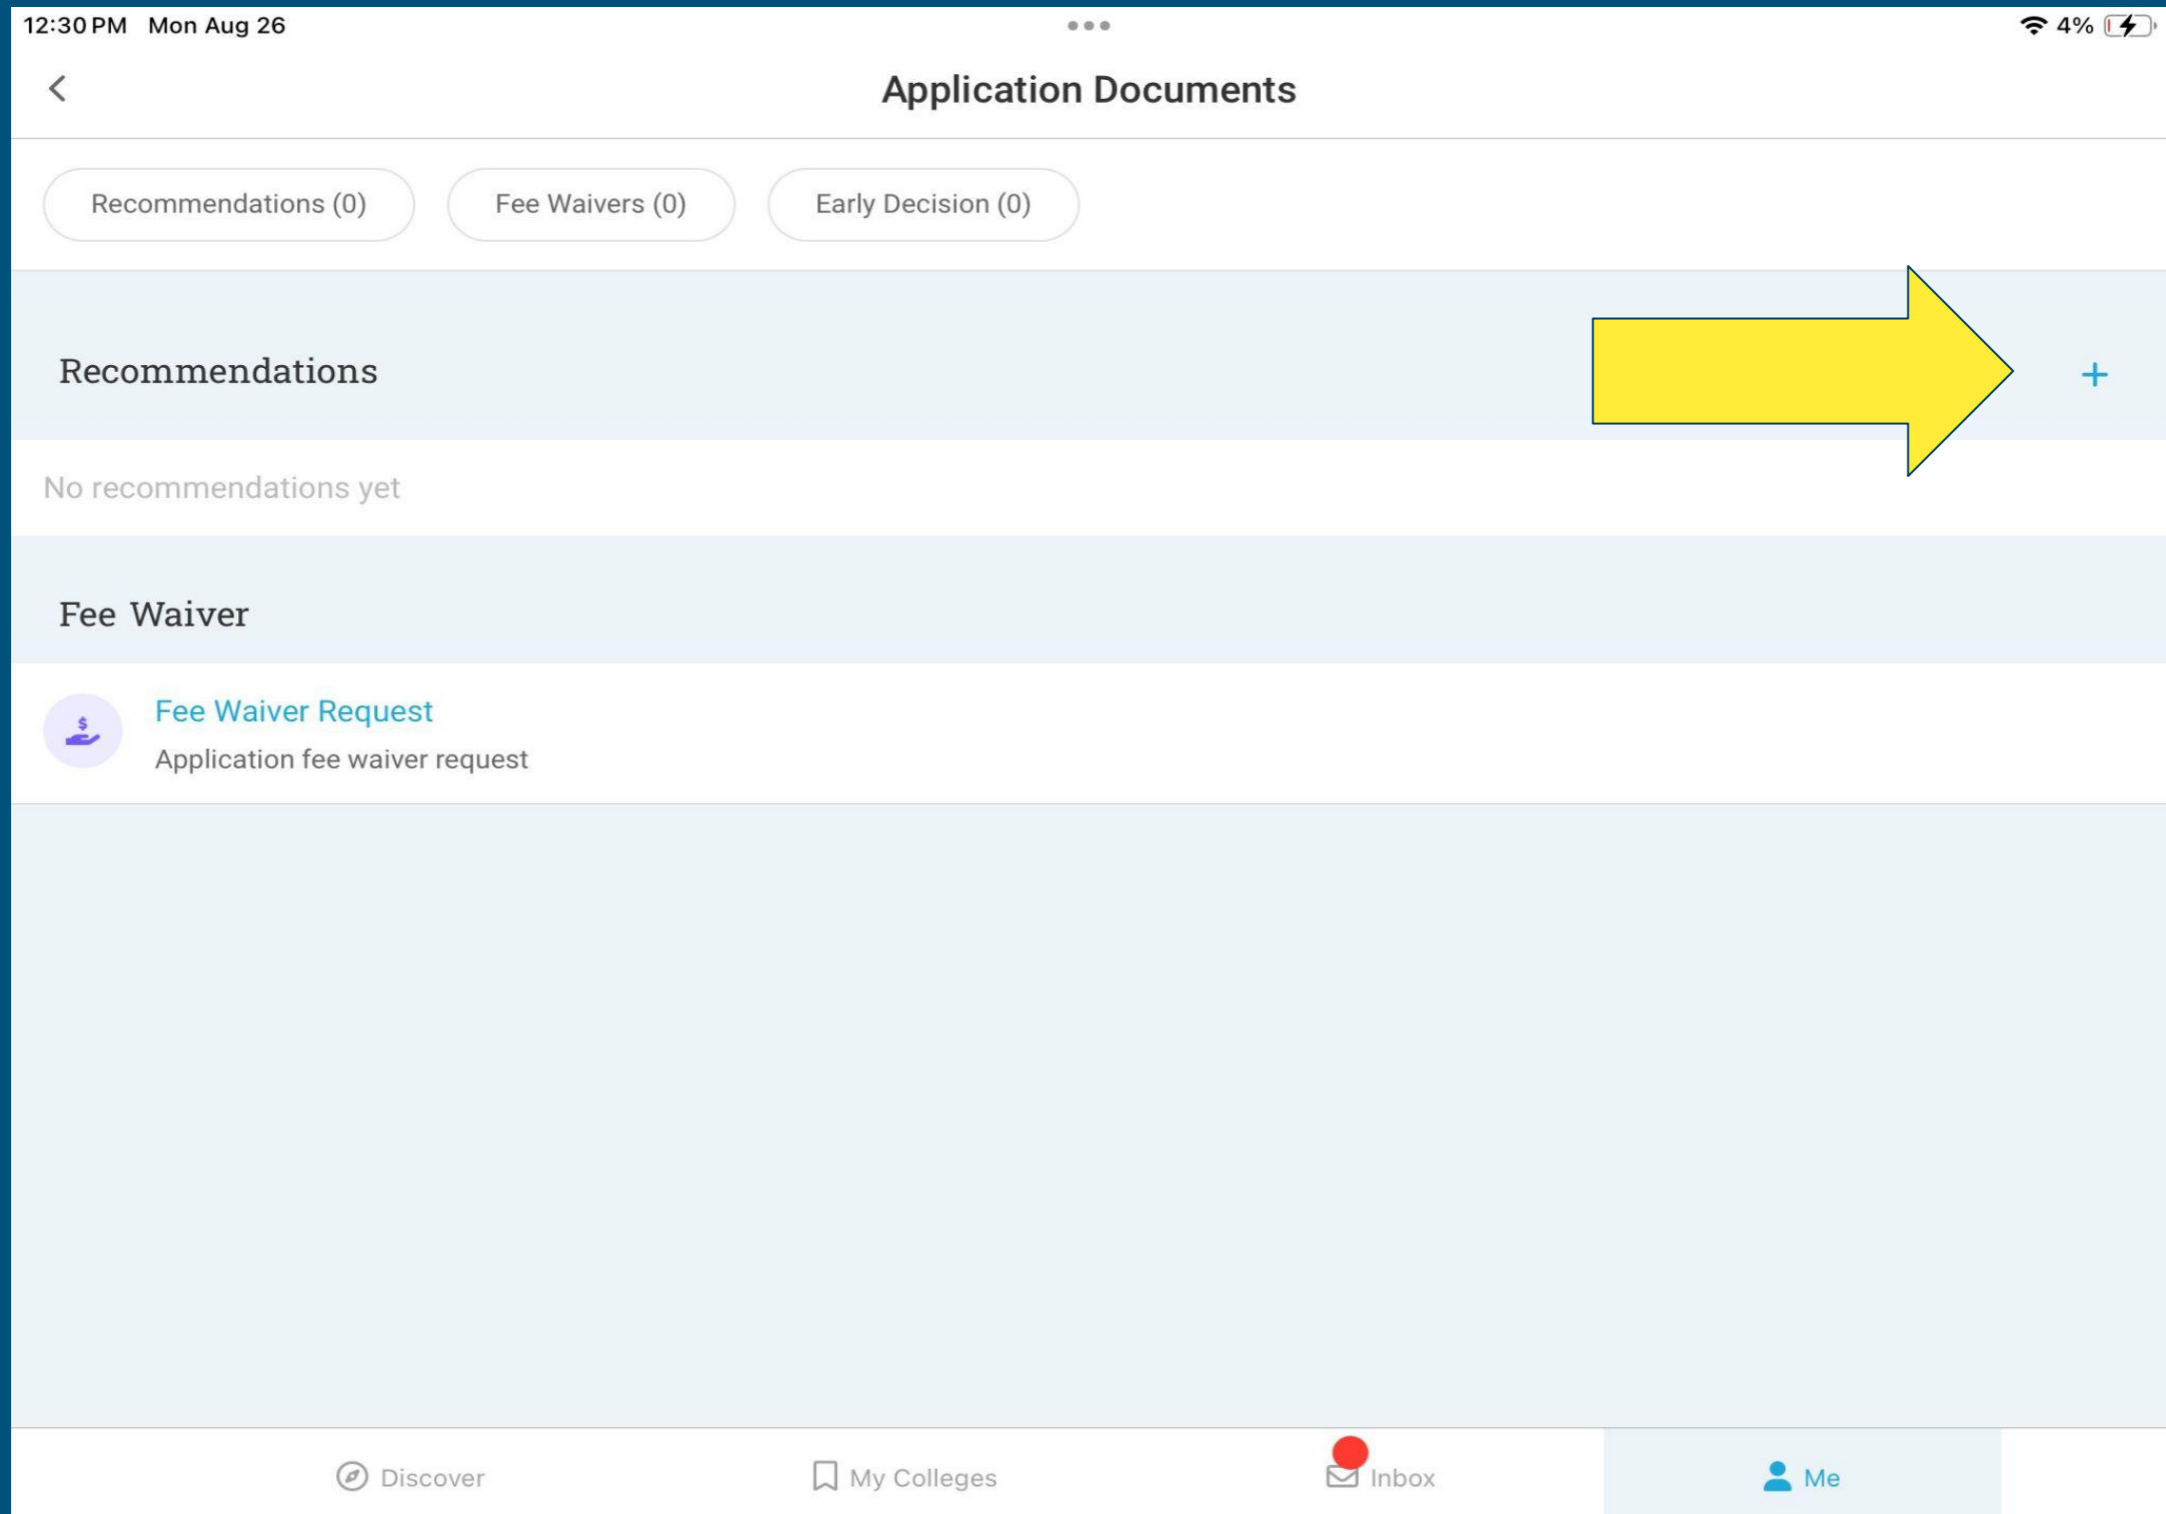 12:30 PM Mon Aug 26
4%
Application Documents
Recommendations (0)
Fee Waivers (0)
Early Decision (0)
Recommendations
+
No recommendations yet
Fee Waiver
Fee Waiver Request
Application fee waiver request
Discover
My Colleges
Inbox
Me